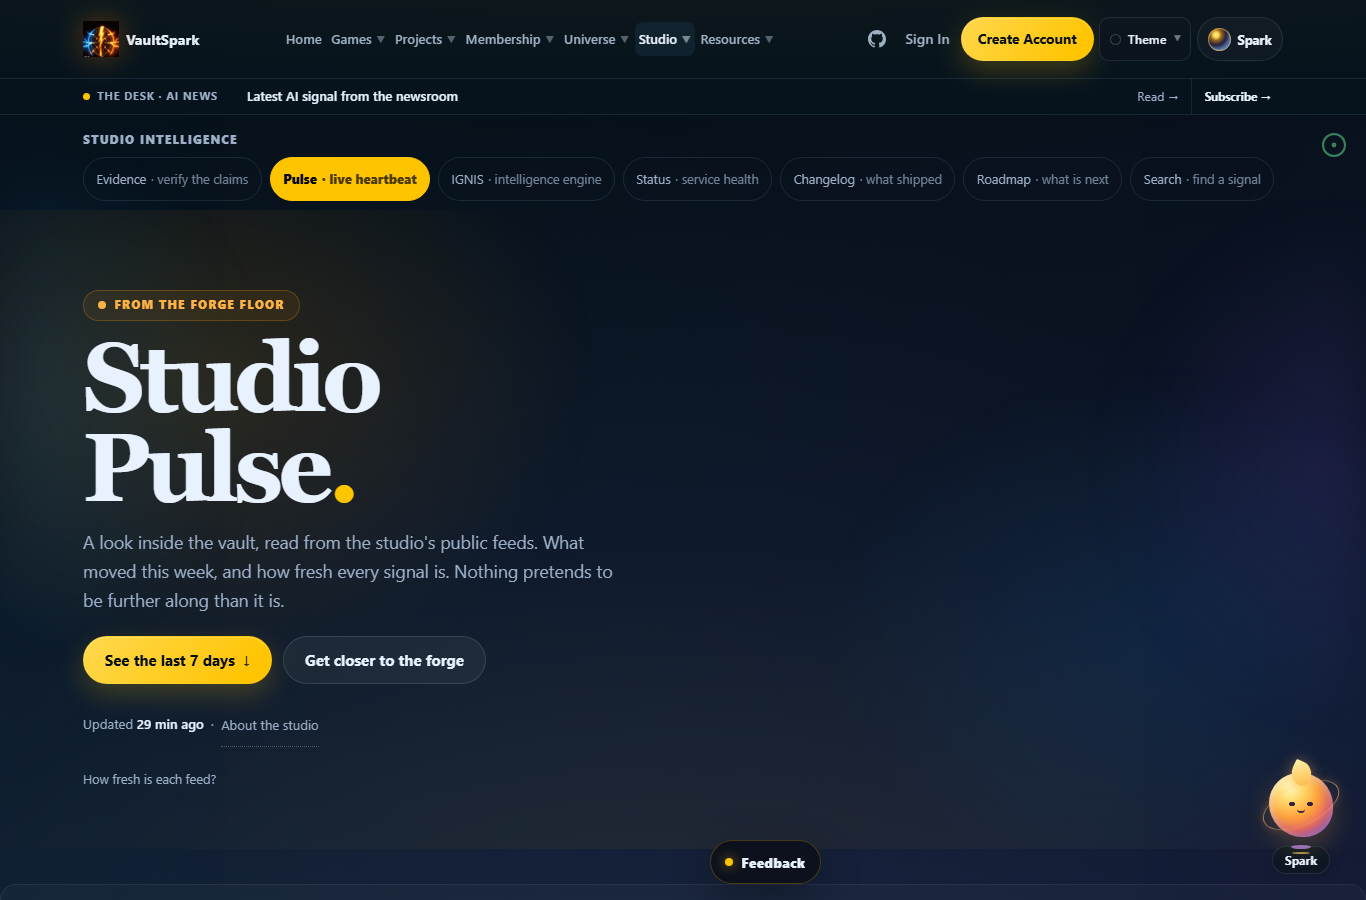 VaultSpark
Home Games Projects Membership Universe Studio Resources
Sign In
Create Account
Theme
Spark
THE DESK · AI NEWS
Latest AI signal from the newsroom
Read →
Subscribe →
STUDIO INTELLIGENCE
Evidence · verify the claims
Pulse · live heartbeat
IGNIS · intelligence engine
Status · service health
Changelog · what shipped
Roadmap · what is next
Search · find a signal
FROM THE FORGE FLOOR
Studio
Pulse.
A look inside the vault, read from the studio's public feeds. What
moved this week, and how fresh every signal is. Nothing pretends to
be further along than it is.
See the last 7 days ↓
Get closer to the forge
Updated 29 min ago · About the studio
How fresh is each feed?
Feedback
Spark